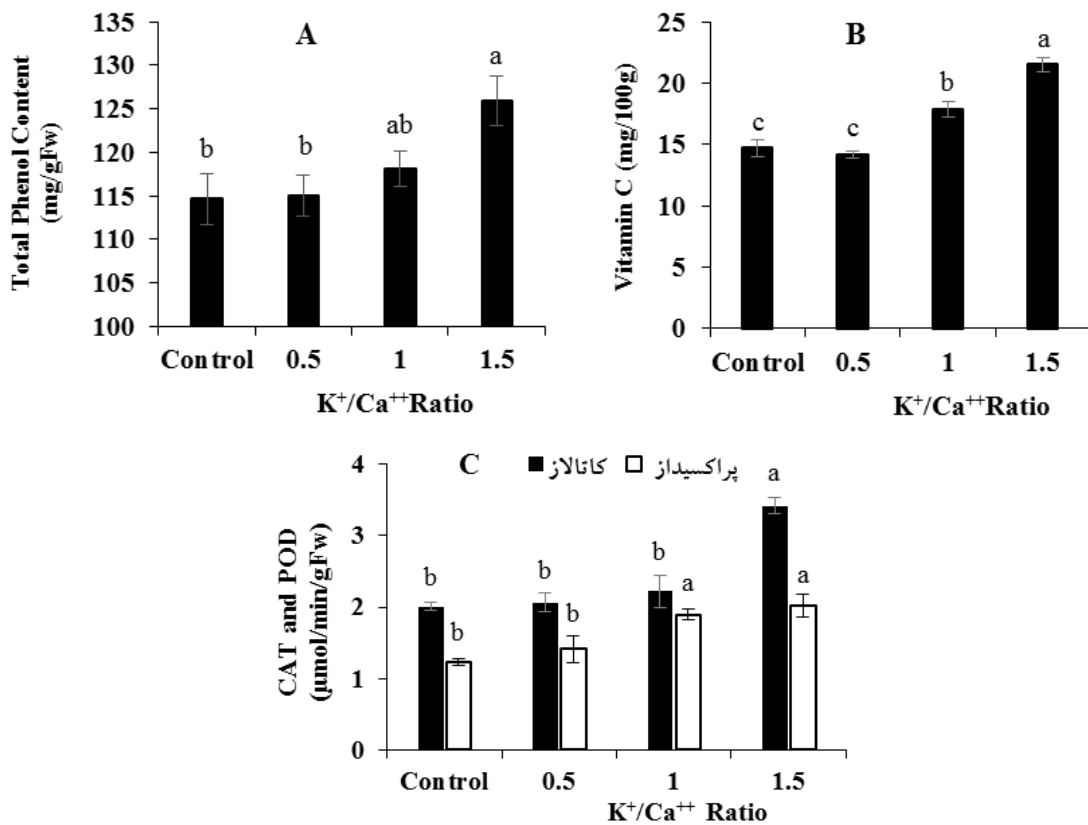 A
Total Phenol Content
(mg/gFw)
135
130
125
120
115
110
105
100
b
b
ab
a
Control
0.5
1
1.5
K⁺/Ca⁺⁺Ratio
B
Vitamin C (mg/100g)
25
20
15
10
5
0
c
c
b
a
Control
0.5
1
1.5
K⁺/Ca⁺⁺Ratio
C
کاتالاز
پراکسیداز
CAT and POD
(µmol/min/gFw)
4
3
2
1
0
b
b
b
b
b
a
a
a
Control
0.5
1
1.5
K⁺/Ca⁺⁺ Ratio